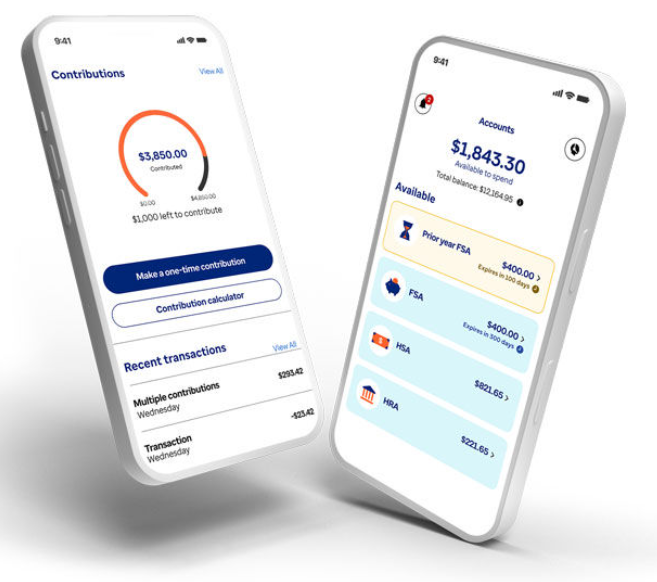 9:41
Contributions
View All
$3,850.00
Contributed
$0.00
$4,850.00
$1,000 left to contribute
Make a one-time contribution
Contribution calculator
Recent transactions
View All
Multiple contributions
$293.42
Wednesday
Transaction
-$23.42
Wednesday
9:41
2
Accounts
$1,843.30
Available to spend
Total balance: $12,164.95
Available
Prior year FSA
$400.00
Expires in 100 days
FSA
$400.00
Expires in 300 days
HSA
$821.65
HRA
$221.65